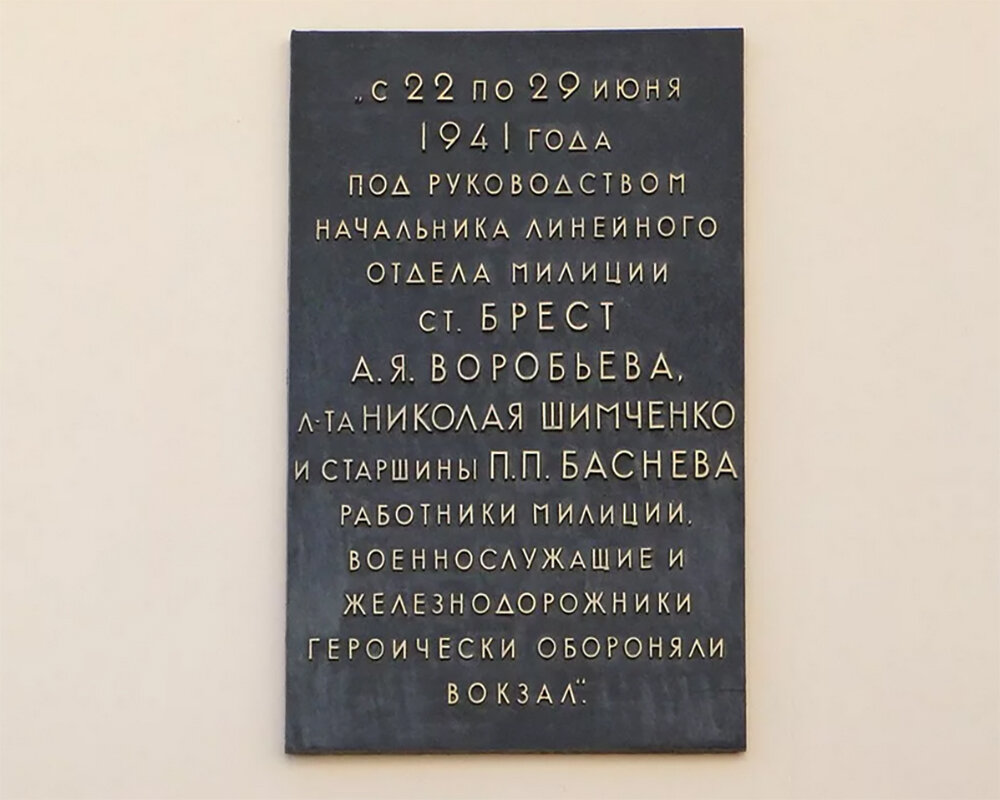 „С 22 ПО 29 ИЮНЯ
1941 ГОДА
ПОД РУКОВОДСТВОМ
НАЧАЛЬНИКА ЛИНЕЙНОГО
ОТДЕЛА МИЛИЦИИ
СТ. БРЕСТ
А.Я. ВОРОБЬЕВА,
Л-ТА НИКОЛАЯ ШИМЧЕНКО
И СТАРШИНЫ П.П. БАСНЕВА
РАБОТНИКИ МИЛИЦИИ,
ВОЕННОСЛУЖАЩИЕ И
ЖЕЛЕЗНОДОРОЖНИКИ
ГЕРОИЧЕСКИ ОБОРОНЯЛИ
ВОКЗАЛ“.